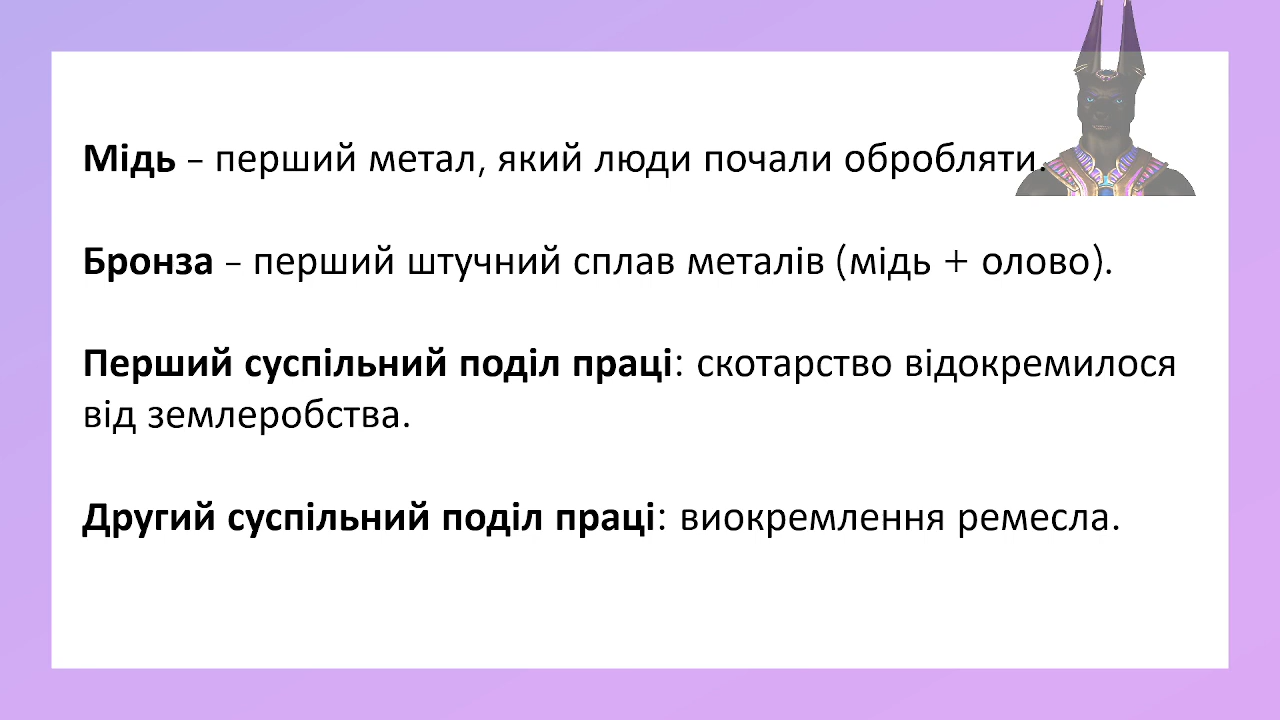 Мідь – перший метал, який люди почали обробляти.
Бронза – перший штучний сплав металів (мідь + олово).
Перший суспільний поділ праці: скотарство відокремилося
від землеробства.
Другий суспільний поділ праці: виокремлення ремесла.